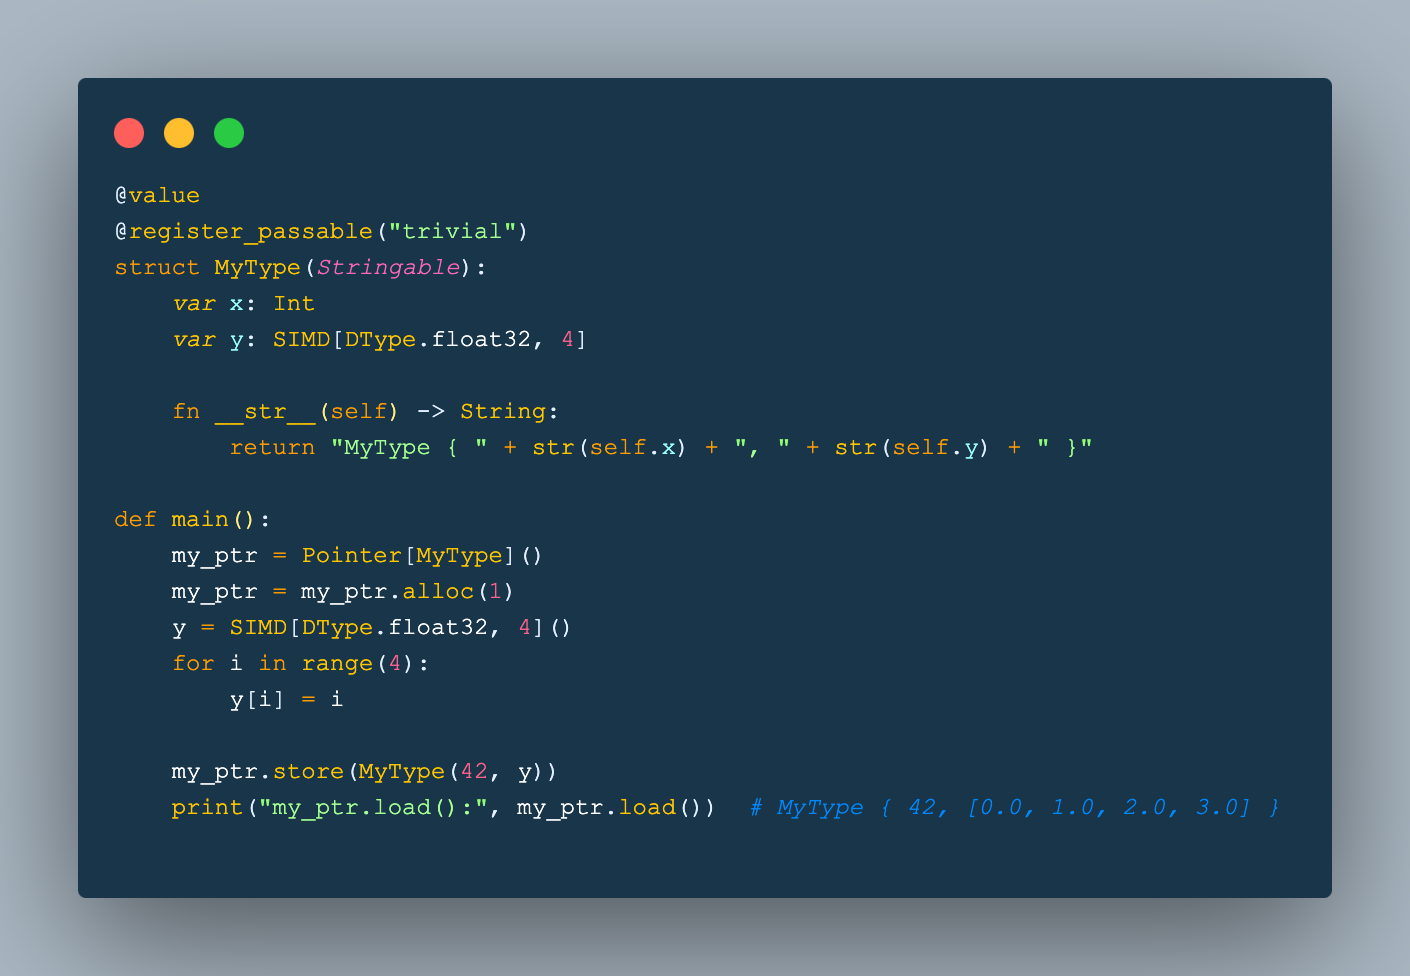 @value
@register_passable("trivial")
struct MyType(Stringable):
    var x: Int
    var y: SIMD[DType.float32, 4]

    fn __str__(self) -> String:
        return "MyType { " + str(self.x) + ", " + str(self.y) + " }"

def main():
    my_ptr = Pointer[MyType]()
    my_ptr = my_ptr.alloc(1)
    y = SIMD[DType.float32, 4]()
    for i in range(4):
        y[i] = i

    my_ptr.store(MyType(42, y))
    print("my_ptr.load():", my_ptr.load())  # MyType { 42, [0.0, 1.0, 2.0, 3.0] }